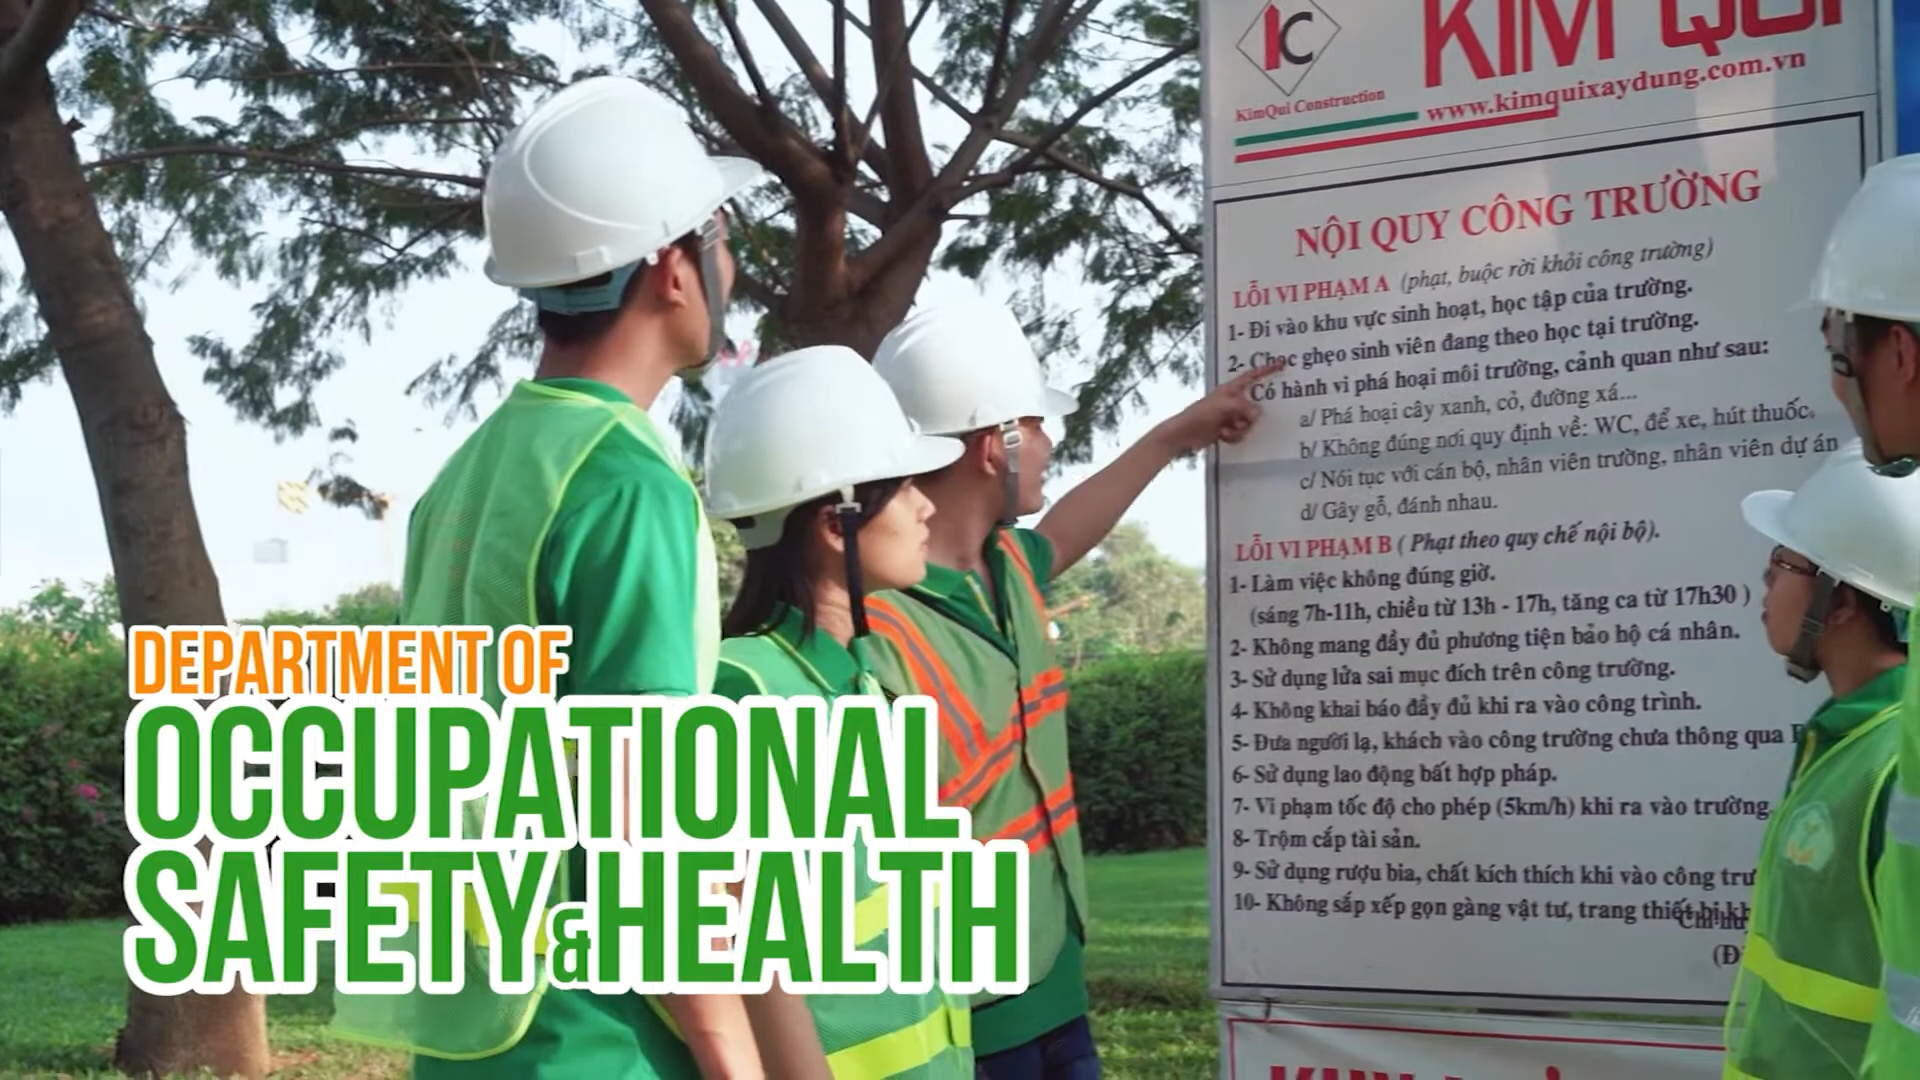 KIM QUI
KimQui Construction
www.kimquixaydung.com.vn
NỘI QUY CÔNG TRƯỜNG
LỖI VI PHẠM A (phạt, buộc rời khỏi công trường)
1- Đi vào khu vực sinh hoạt, học tập của trường.
2- Chọc ghẹo sinh viên đang theo học tại trường.
Có hành vi phá hoại môi trường, cảnh quan như sau:
a/ Phá hoại cây xanh, cỏ, đường xá...
b/ Không đúng nơi quy định về: WC, để xe, hút thuốc.
c/ Nói tục với cán bộ, nhân viên trường, nhân viên dự án
d/ Gây gỗ, đánh nhau.
LỖI VI PHẠM B ( Phạt theo quy chế nội bộ).
1- Làm việc không đúng giờ.
(sáng 7h-11h, chiều từ 13h - 17h, tăng ca từ 17h30 )
2- Không mang đầy đủ phương tiện bảo hộ cá nhân.
3- Sử dụng lửa sai mục đích trên công trường.
4- Không khai báo đầy đủ khi ra vào công trình.
5- Đưa người lạ, khách vào công trường chưa thông qua
6- Sử dụng lao động bất hợp pháp.
7- Vi phạm tốc độ cho phép (5km/h) khi ra vào trường
8- Trộm cắp tài sản.
9- Sử dụng rượu bia, chất kích thích khi vào công
10- Không sắp xếp gọn gàng vật tư, trang thiết bị
DEPARTMENT OF
OCCUPATIONAL
SAFETY & HEALTH